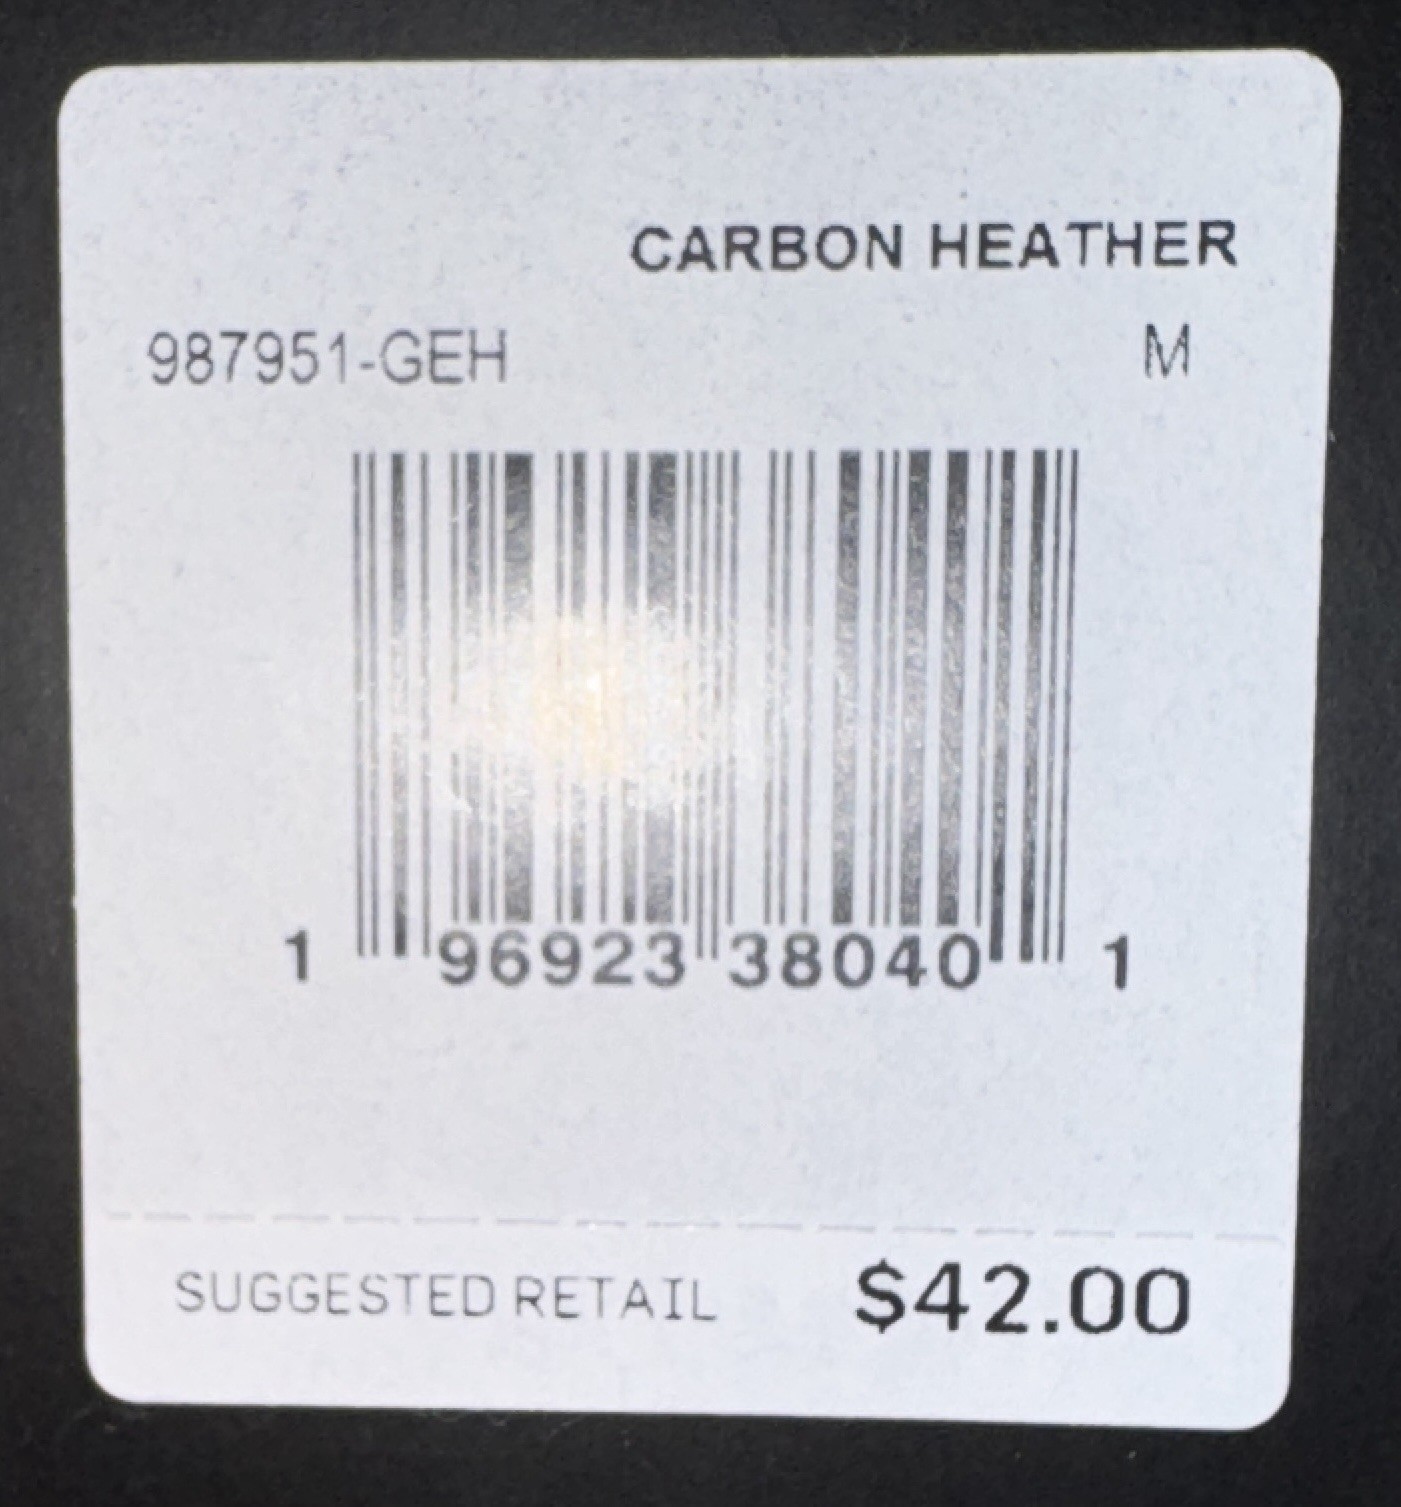 CARBON HEATHER
987951-GEH M
1 96923 38040 1
SUGGESTED RETAIL $42.00